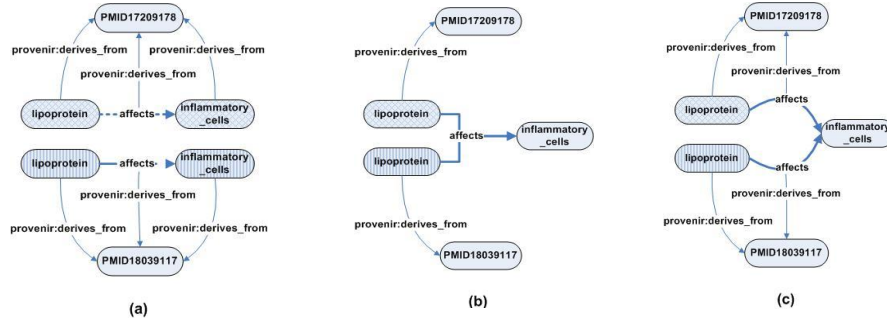 PMID17209178
provenir:derives_from
provenir:derives_from
provenir:derives_from
lipoprotein
affects
inflammatory
_cells
lipoprotein
affects
inflammatory
_cells
provenir:derives_from
provenir:derives_from
provenir:derives_from
PMID18039117
(a)
PMID17209178
provenir:derives_from
lipoprotein
affects
inflammatory
_cells
lipoprotein
provenir:derives_from
PMID18039117
(b)
PMID17209178
provenir:derives_from
provenir:derives_from
lipoprotein
affects
inflammatory
_cells
lipoprotein
affects
provenir:derives_from
provenir:derives_from
PMID18039117
(c)